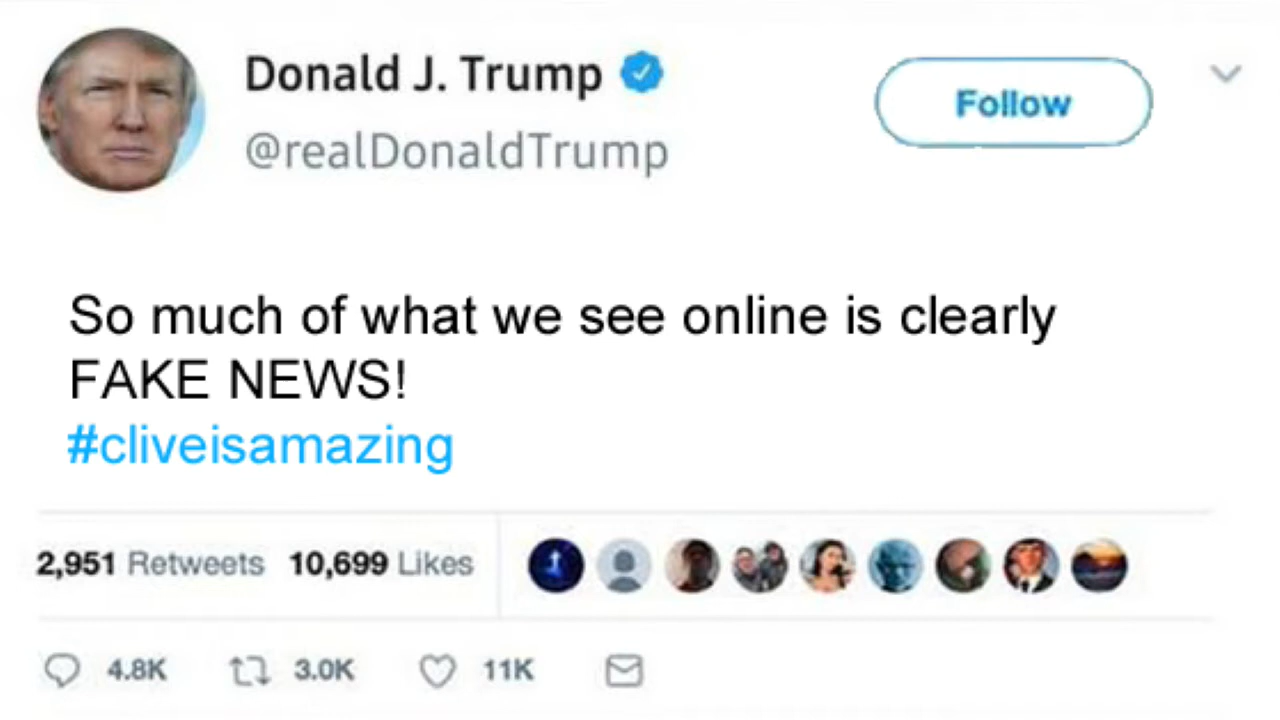 Donald J. Trump
@realDonaldTrump
Follow
So much of what we see online is clearly
FAKE NEWS!
#cliveisamazing
2,951 Retweets 10,699 Likes
4.8K 3.0K 11K